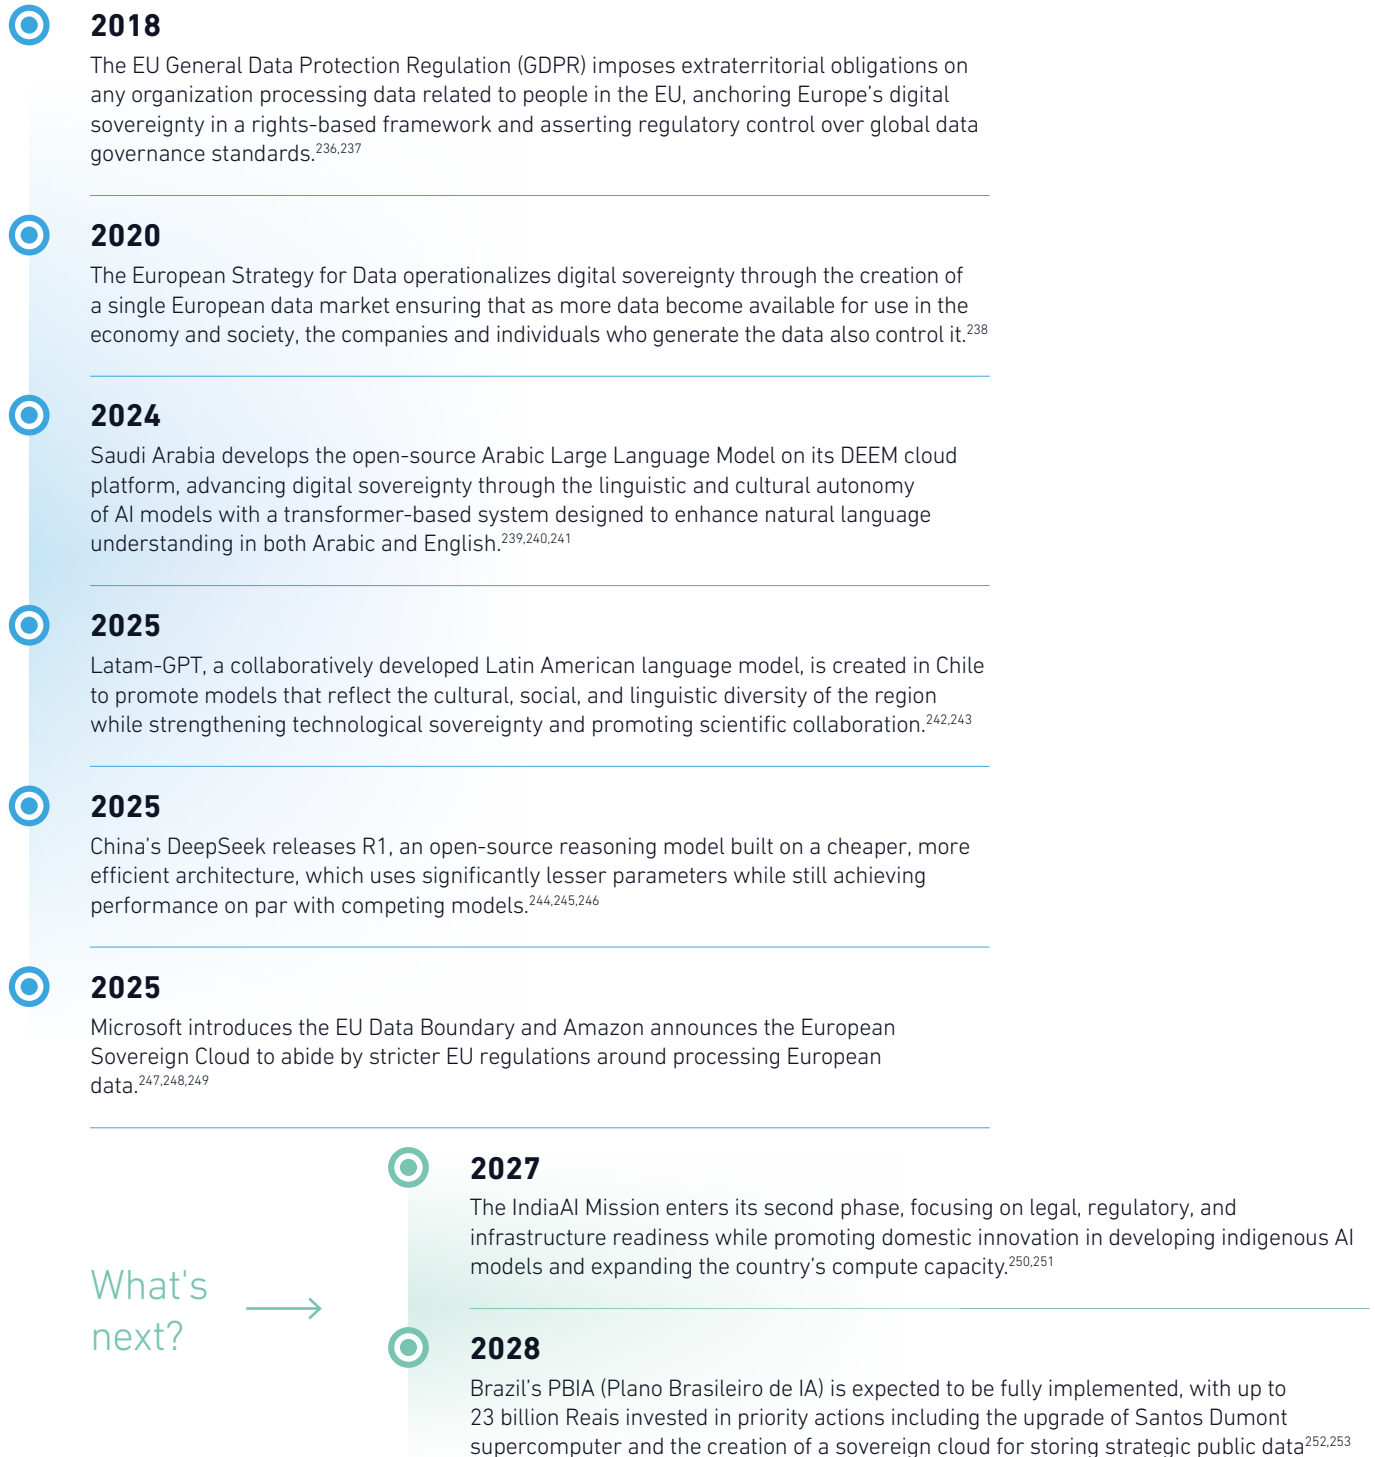 2018
The EU General Data Protection Regulation (GDPR) imposes extraterritorial obligations on
any organization processing data related to people in the EU, anchoring Europe's digital
sovereignty in a rights-based framework and asserting regulatory control over global data
governance standards.236,237
2020
The European Strategy for Data operationalizes digital sovereignty through the creation of
a single European data market ensuring that as more data become available for use in the
economy and society, the companies and individuals who generate the data also control it.238
2024
Saudi Arabia develops the open-source Arabic Large Language Model on its DEEM cloud
platform, advancing digital sovereignty through the linguistic and cultural autonomy
of AI models with a transformer-based system designed to enhance natural language
understanding in both Arabic and English.239,240,241
2025
Latam-GPT, a collaboratively developed Latin American language model, is created in Chile
to promote models that reflect the cultural, social, and linguistic diversity of the region
while strengthening technological sovereignty and promoting scientific collaboration.242,243
2025
China's DeepSeek releases R1, an open-source reasoning model built on a cheaper, more
efficient architecture, which uses significantly lesser parameters while still achieving
performance on par with competing models.244,245,246
2025
Microsoft introduces the EU Data Boundary and Amazon announces the European
Sovereign Cloud to abide by stricter EU regulations around processing European
data.247,248,249
What's
next?
2027
The IndiaAI Mission enters its second phase, focusing on legal, regulatory, and
infrastructure readiness while promoting domestic innovation in developing indigenous AI
models and expanding the country's compute capacity.250,251
2028
Brazil's PBIA (Plano Brasileiro de IA) is expected to be fully implemented, with up to
23 billion Reais invested in priority actions including the upgrade of Santos Dumont
supercomputer and the creation of a sovereign cloud for storing strategic public data252,253